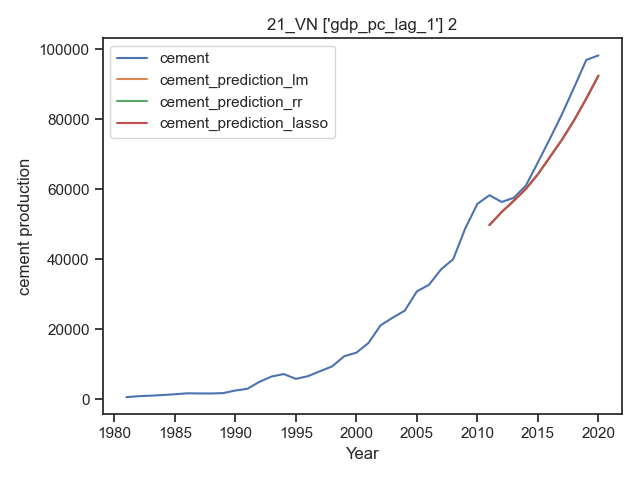 21_VN ['gdp_pc_lag_1'] 2
cement
cement_prediction_lm
cement_prediction_rr
cement_prediction_lasso
cement production
100000
80000
60000
40000
20000
0
1980 1985 1990 1995 2000 2005 2010 2015 2020
Year